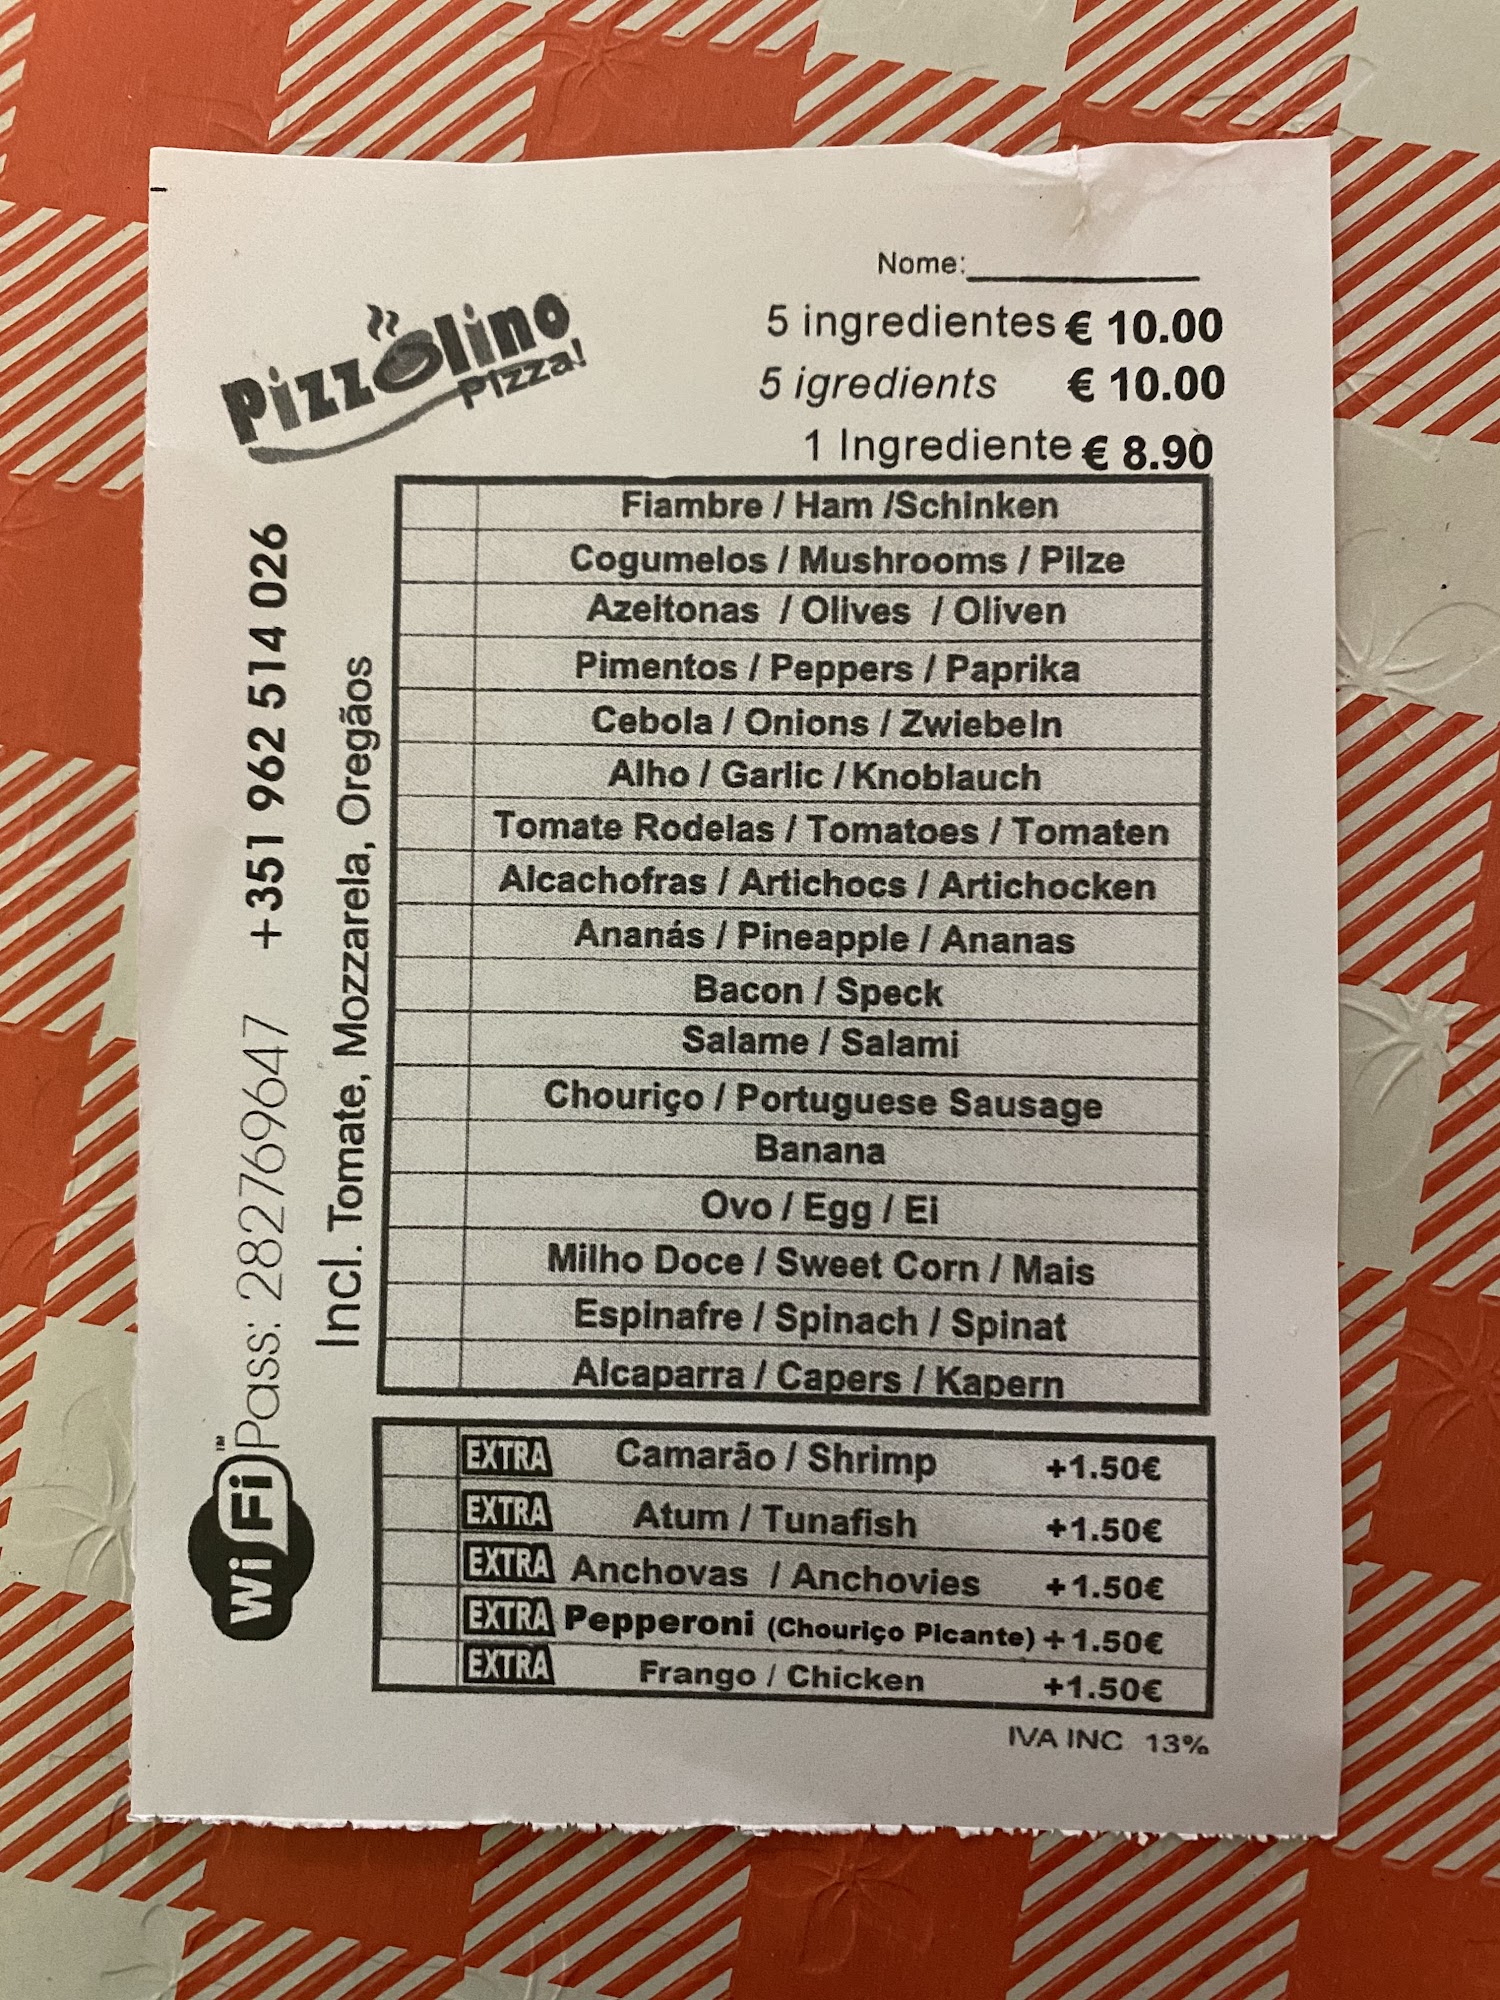 Nome:
Pizzolino
Pizza!
5 ingredientes € 10.00
5 igredients € 10.00
1 Ingrediente € 8.90
Fiambre / Ham /Schinken
Cogumelos / Mushrooms / Pilze
Azeitonas / Olives / Oliven
Pimentos / Peppers / Paprika
Cebola / Onions / Zwiebeln
Alho / Garlic / Knoblauch
Tomate Rodelas / Tomatoes / Tomaten
Alcachofras / Artichocs / Artichocken
Ananás / Pineapple / Ananas
Bacon / Speck
Salame / Salami
Chouriço / Portuguese Sausage
Banana
Ovo / Egg / Ei
Milho Doce / Sweet Corn / Mais
Espinafre / Spinach / Spinat
Alcaparra / Capers / Kapern
EXTRA Camarão / Shrimp +1.50€
EXTRA Atum / Tunafish +1.50€
EXTRA Anchovas / Anchovies +1.50€
EXTRA Pepperoni (Chouriço Picante) +1.50€
EXTRA Frango / Chicken +1.50€
IVA INC 13%
WiFi™ Pass: 282769647 +351 962 514 026
Incl. Tomate, Mozzarela, Oregãos